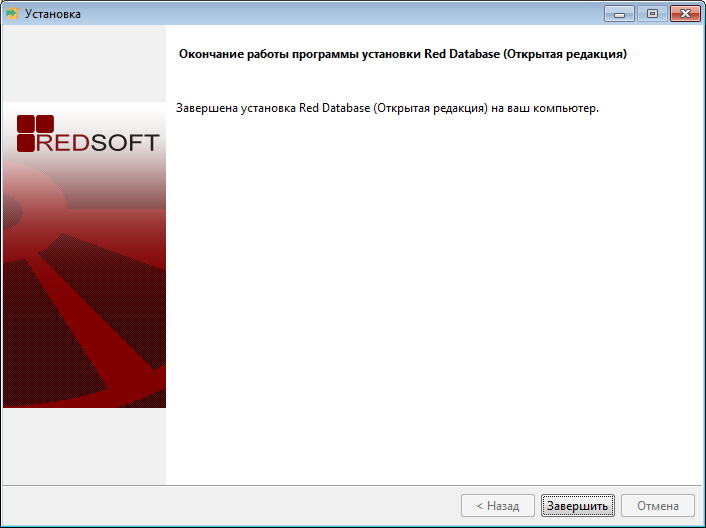 Установка
Окончание работы программы установки Red Database (Открытая редакция)
Завершена установка Red Database (Открытая редакция) на ваш компьютер.
REDSOFT
< Назад
Завершить
Отмена